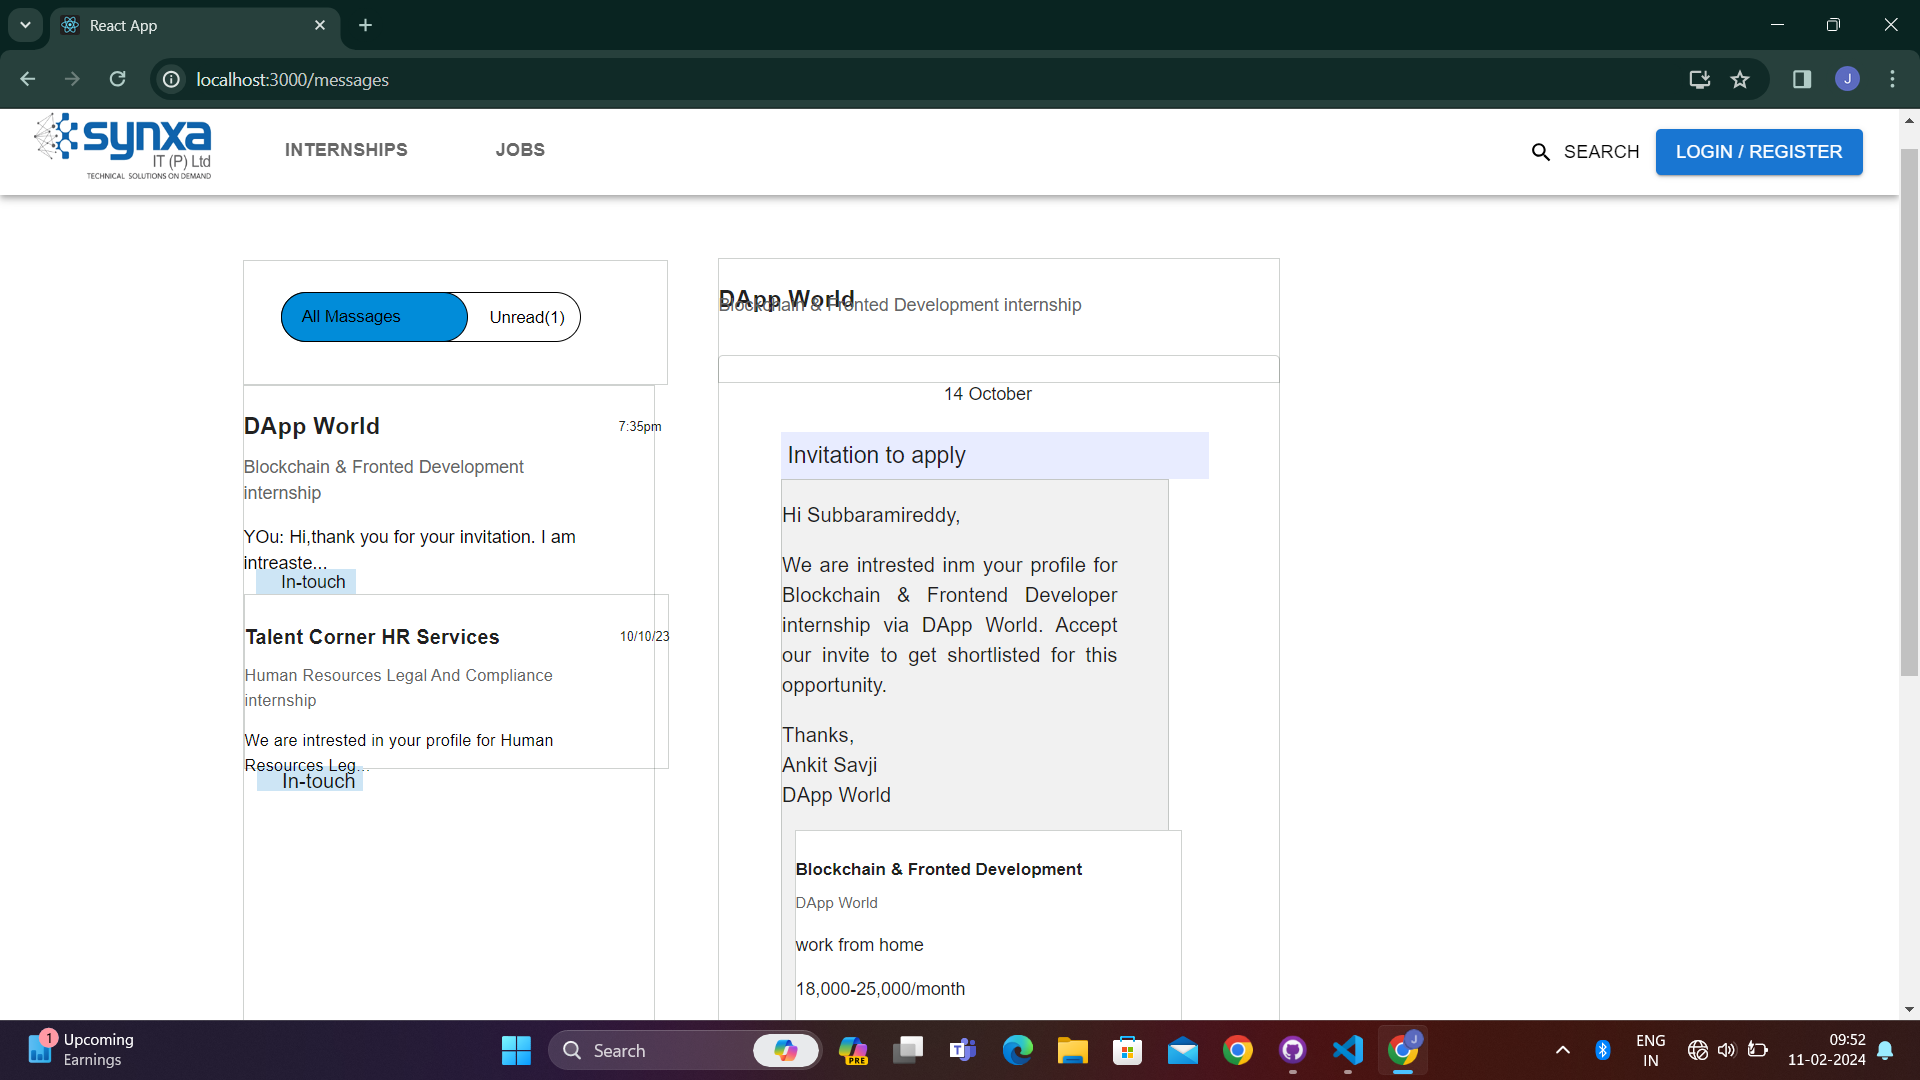 React App
localhost:3000/messages
synxa
IT (P) Ltd
TECHNICAL SOLUTIONS ON DEMAND
INTERNSHIPS
JOBS
SEARCH
LOGIN / REGISTER
All Massages
Unread(1)
DApp World
7:35pm
Blockchain & Fronted Development
internship
YOu: Hi,thank you for your invitation. I am
intreaste...
In-touch
Talent Corner HR Services
10/10/23
Human Resources Legal And Compliance
internship
We are intrested in your profile for Human
Resources Leg...
In-touch
DApp World
Blockchain & Fronted Development internship
14 October
Invitation to apply
Hi Subbaramireddy,
We are intrested inm your profile for
Blockchain & Frontend Developer
internship via DApp World. Accept
our invite to get shortlisted for this
opportunity.
Thanks,
Ankit Savji
DApp World
Blockchain & Fronted Development
DApp World
work from home
18,000-25,000/month
1
Upcoming
Earnings
Search
PRE
J
ENG
IN
09:52
11-02-2024